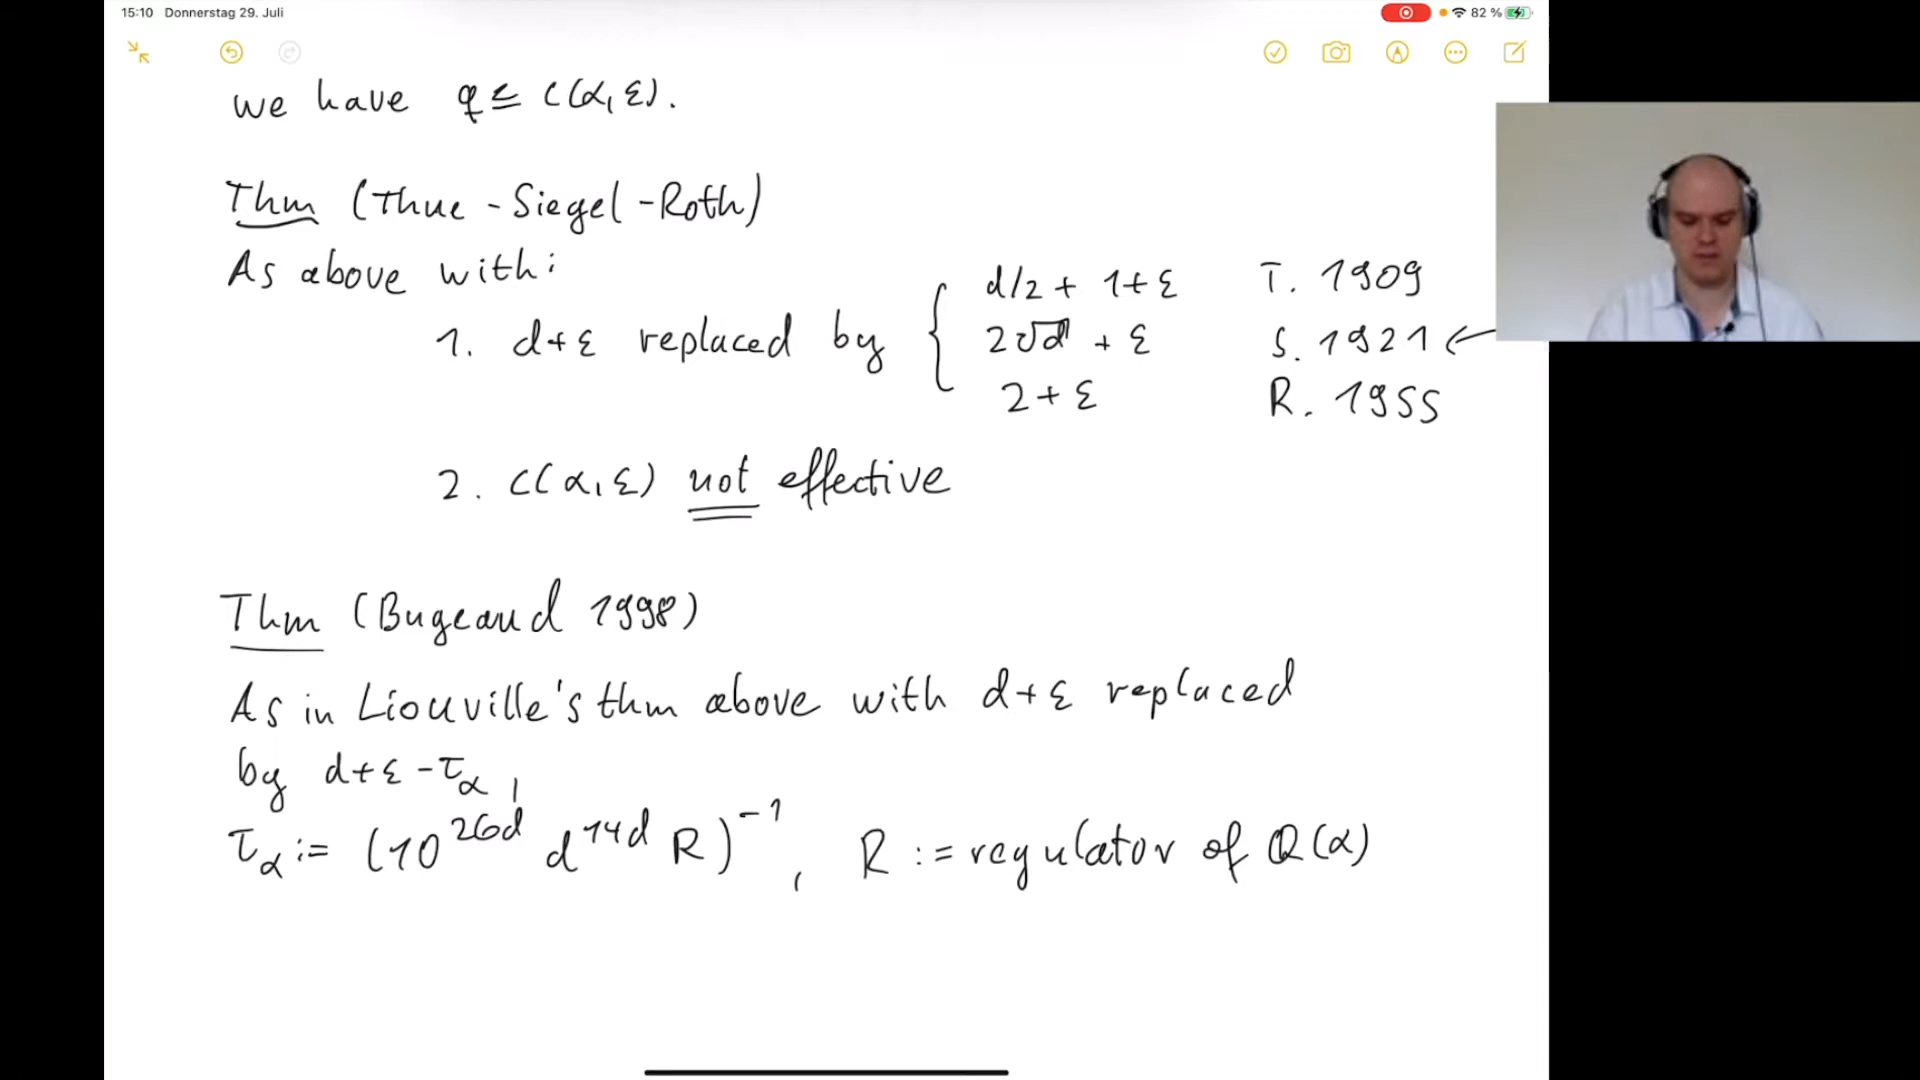 15:10 Donnerstag 29. Juli
82 %
we have q ≤ c(α, ε).
Thm (Thue-Siegel-Roth)
As above with:
1. d+ε replaced by { d/2 + 1+ε T. 1909
2√d + ε S. 1921 ←
2+ε R. 1955
2. c(α, ε) not effective
Thm (Bugeaud 1998)
As in Liouville's thm above with d+ε replaced
by d+ε-τ_α,
τ_α := (10^{26d} d^{14d} R)^{-1}, R := regulator of Q(α)